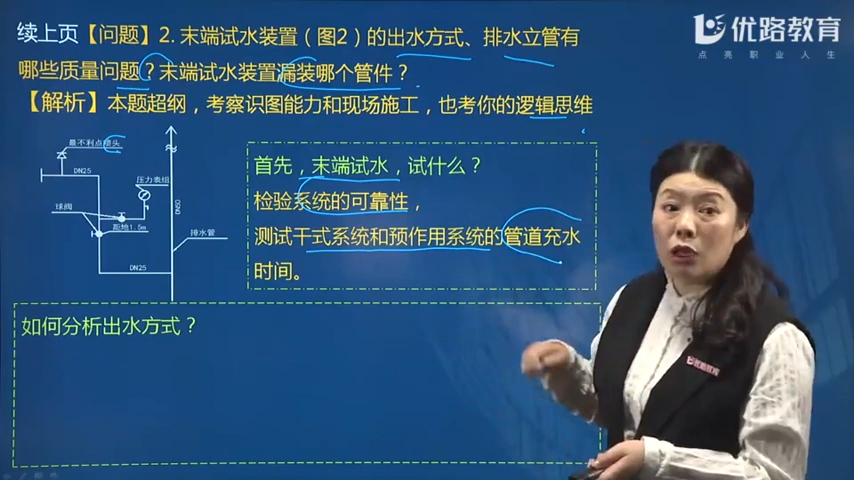 续上页【问题】2. 末端试水装置（图2）的出水方式、排水立管有
哪些质量问题？末端试水装置漏装哪个管件？
【解析】本题超纲，考察识图能力和现场施工，也考你的逻辑思维
优路教育
点亮职业人生
最不利点喷头
DN25
压力表组
球阀
距地1.5m
DN50
排水管
DN25
首先，末端试水，试什么？
检验系统的可靠性，
测试干式系统和预作用系统的管道充水
时间。
如何分析出水方式？
优路教育